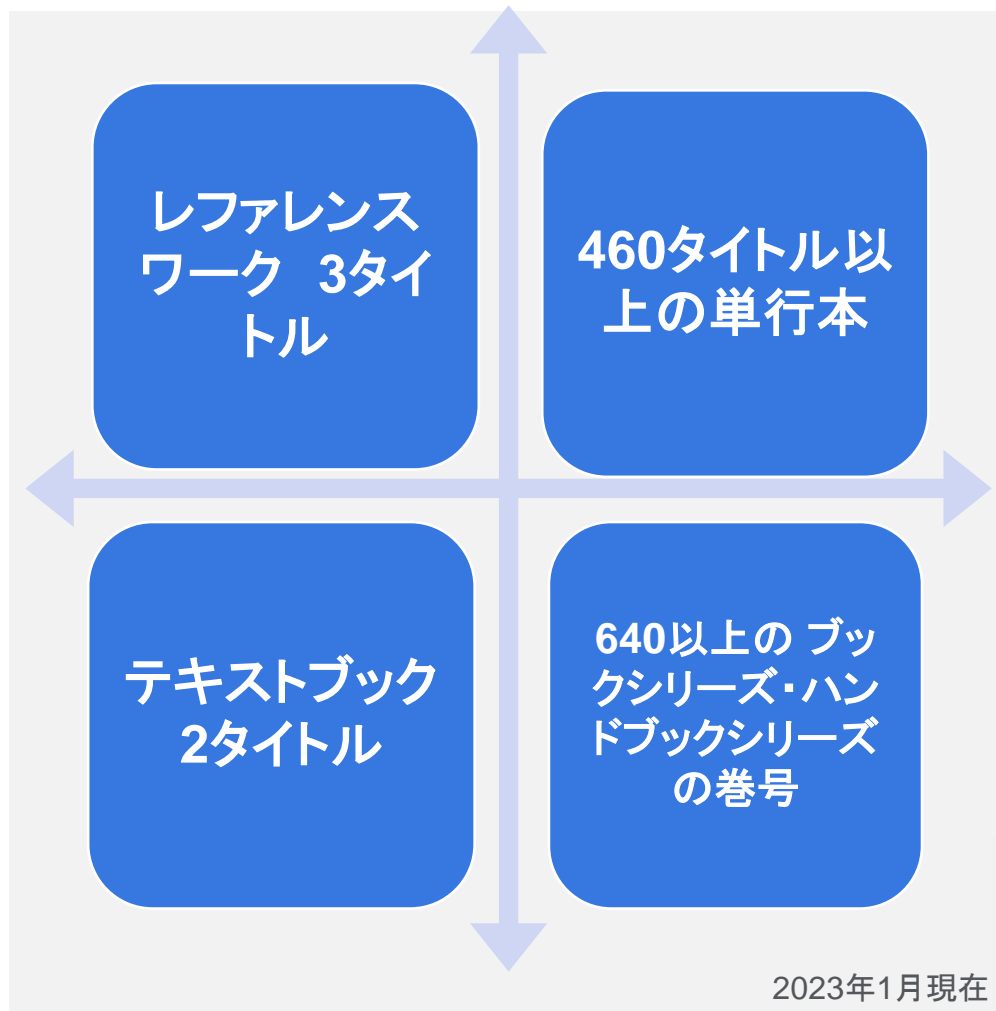 レファレンス
ワーク　3タイ
トル
460タイトル以
上の単行本
テキストブック
2タイトル
640以上の ブッ
クシリーズ・ハン
ドブックシリーズ
の巻号
2023年1月現在